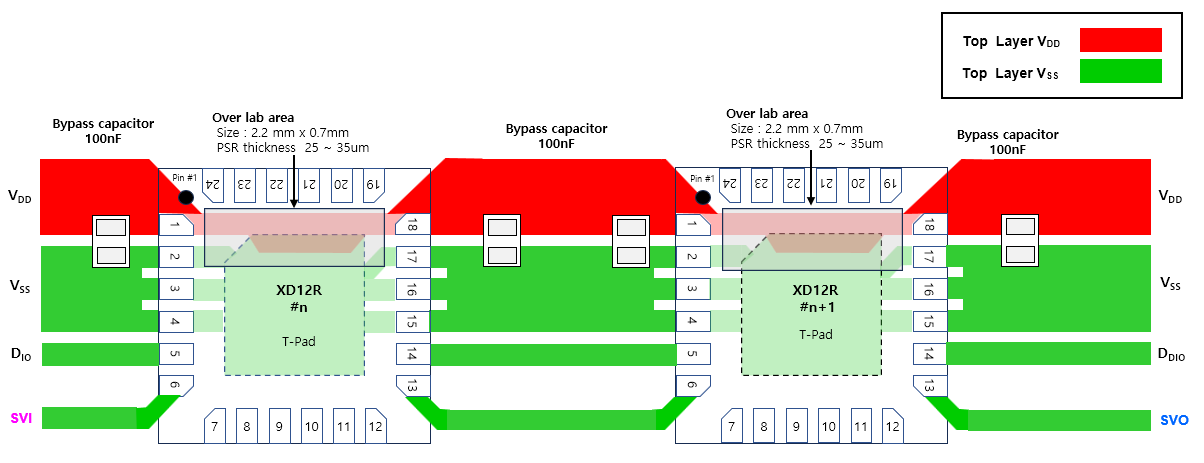 Top Layer VDD
Top Layer VSS
Bypass capacitor
100nF
Over lab area
Size : 2.2 mm x 0.7mm
PSR thickness 25 ~ 35um
Bypass capacitor
100nF
Over lab area
Size : 2.2 mm x 0.7mm
PSR thickness 25 ~ 35um
Bypass capacitor
100nF
Pin #1
24 23 22 21 20 19
Pin #1
24 23 22 21 20 19
VDD
VDD
1
18
1
18
2
17
2
17
VSS
3
XD12R
#n
16
3
XD12R
#n+1
16
VSS
4
15
4
15
T-Pad
T-Pad
DIO
5
14
5
14
DDIO
6
13
6
13
SVI
7 8 9 10 11 12
7 8 9 10 11 12
SVO